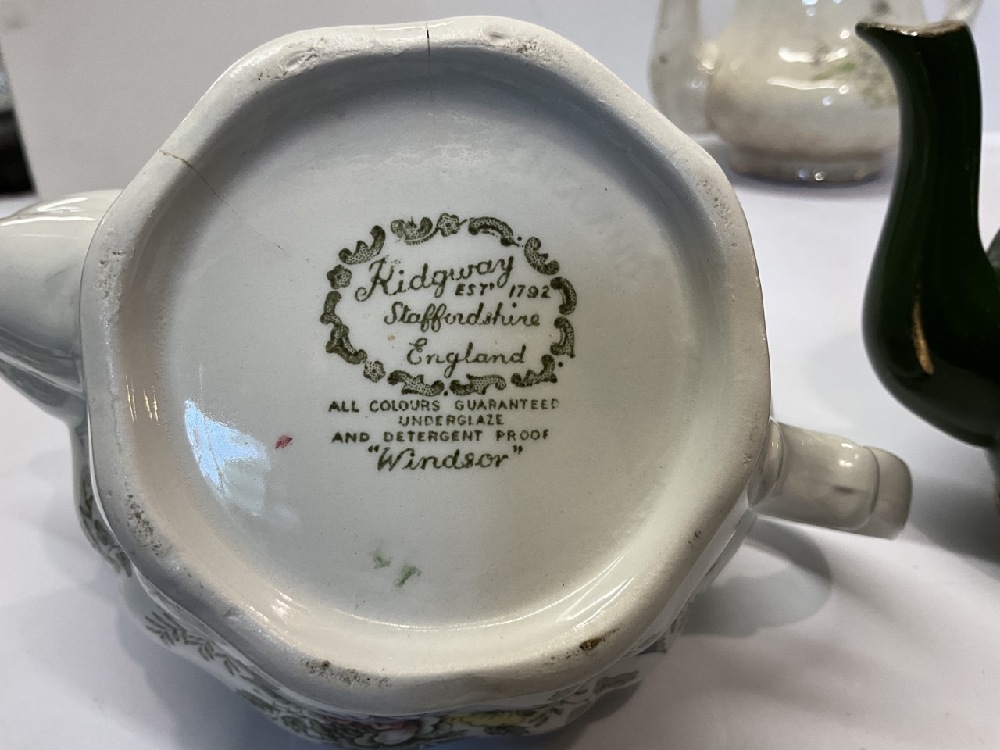 Ridgway
EST^D 1792
Staffordshire
England
ALL COLOURS GUARANTEED
UNDERGLAZE
AND DETERGENT PROOF
"Windsor"